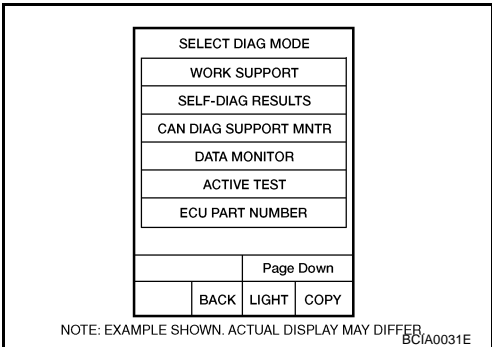 SELECT DIAG MODE
WORK SUPPORT
SELF-DIAG RESULTS
CAN DIAG SUPPORT MNTR
DATA MONITOR
ACTIVE TEST
ECU PART NUMBER
Page Down
BACK LIGHT COPY
NOTE: EXAMPLE SHOWN. ACTUAL DISPLAY MAY DIFFER.
BCIA0031E